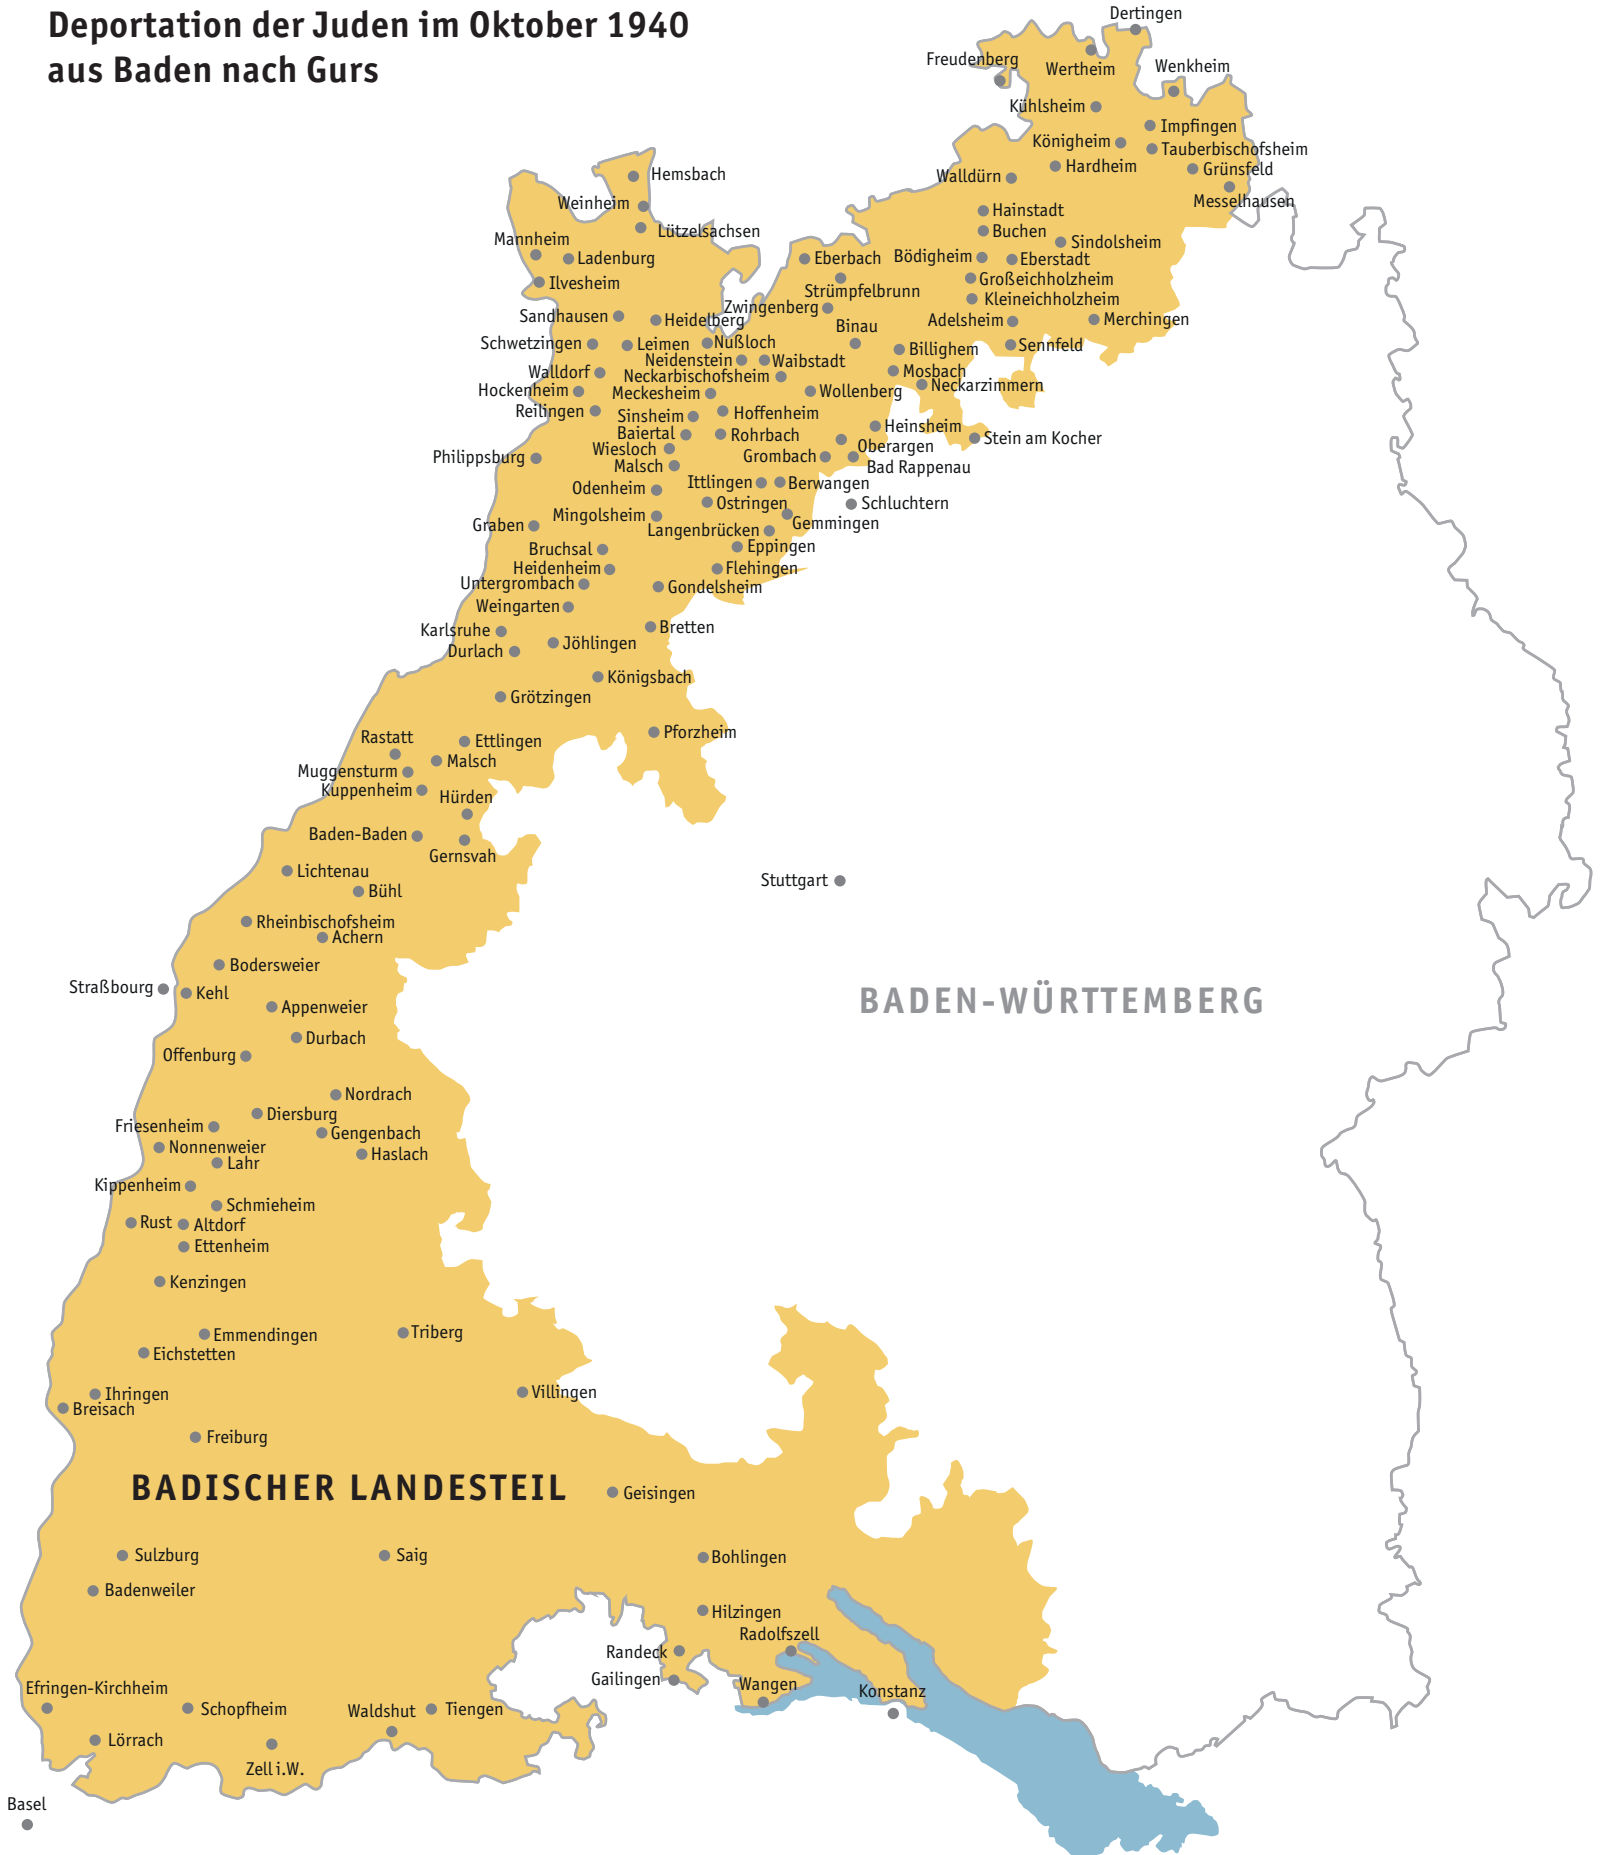 Deportation der Juden im Oktober 1940
aus Baden nach Gurs
Dertingen
Freudenberg
Wertheim
Wenkheim
Kühlsheim
Impfingen
Königheim
Tauberbischofsheim
Hardheim
Grünsfeld
Walldürn
Messelhausen
Hemsbach
Weinheim
Hainstadt
Lützelsachsen
Buchen
Mannheim
Sindolsheim
Ladenburg
Eberbach
Bödigheim
Eberstadt
Ilvesheim
Großeichholzheim
Strümpfelbrunn
Kleineichholzheim
Zwingenberg
Sandhausen
Heidelberg
Adelsheim
Merchingen
Binau
Schwetzingen
Leimen
Nußloch
Billighem
Sennfeld
Neidenstein
Waibstadt
Walldorf
Neckarbischofsheim
Mosbach
Neckarzimmern
Hockenheim
Meckesheim
Wollenberg
Reilingen
Sinsheim
Hoffenheim
Heinsheim
Baiertal
Rohrbach
Stein am Kocher
Wiesloch
Oberargen
Philippsburg
Malsch
Grombach
Bad Rappenau
Ittlingen
Berwangen
Odenheim
Ostringen
Schluchtern
Mingolsheim
Gemmingen
Graben
Langenbrücken
Bruchsal
Eppingen
Heidenheim
Flehingen
Untergrombach
Gondelsheim
Weingarten
Karlsruhe
Bretten
Jöhlingen
Durlach
Königsbach
Grötzingen
Pforzheim
Rastatt
Ettlingen
Malsch
Muggensturm
Kuppenheim
Hürden
Baden-Baden
Gernsvah
Lichtenau
Stuttgart
Bühl
Rheinbischofsheim
Achern
Bodersweier
Straßbourg
Kehl
BADEN-WÜRTTEMBERG
Appenweier
Durbach
Offenburg
Nordrach
Diersburg
Friesenheim
Gengenbach
Nonnenweier
Haslach
Lahr
Kippenheim
Schmieheim
Rust
Altdorf
Ettenheim
Kenzingen
Emmendingen
Triberg
Eichstetten
Ihringen
Villingen
Breisach
Freiburg
BADISCHER LANDESTEIL
Geisingen
Sulzburg
Saig
Bohlingen
Badenweiler
Hilzingen
Radolfszell
Randeck
Gailingen
Wangen
Efringen-Kirchheim
Konstanz
Schopfheim
Waldshut
Tiengen
Lörrach
Zell i.W.
Basel